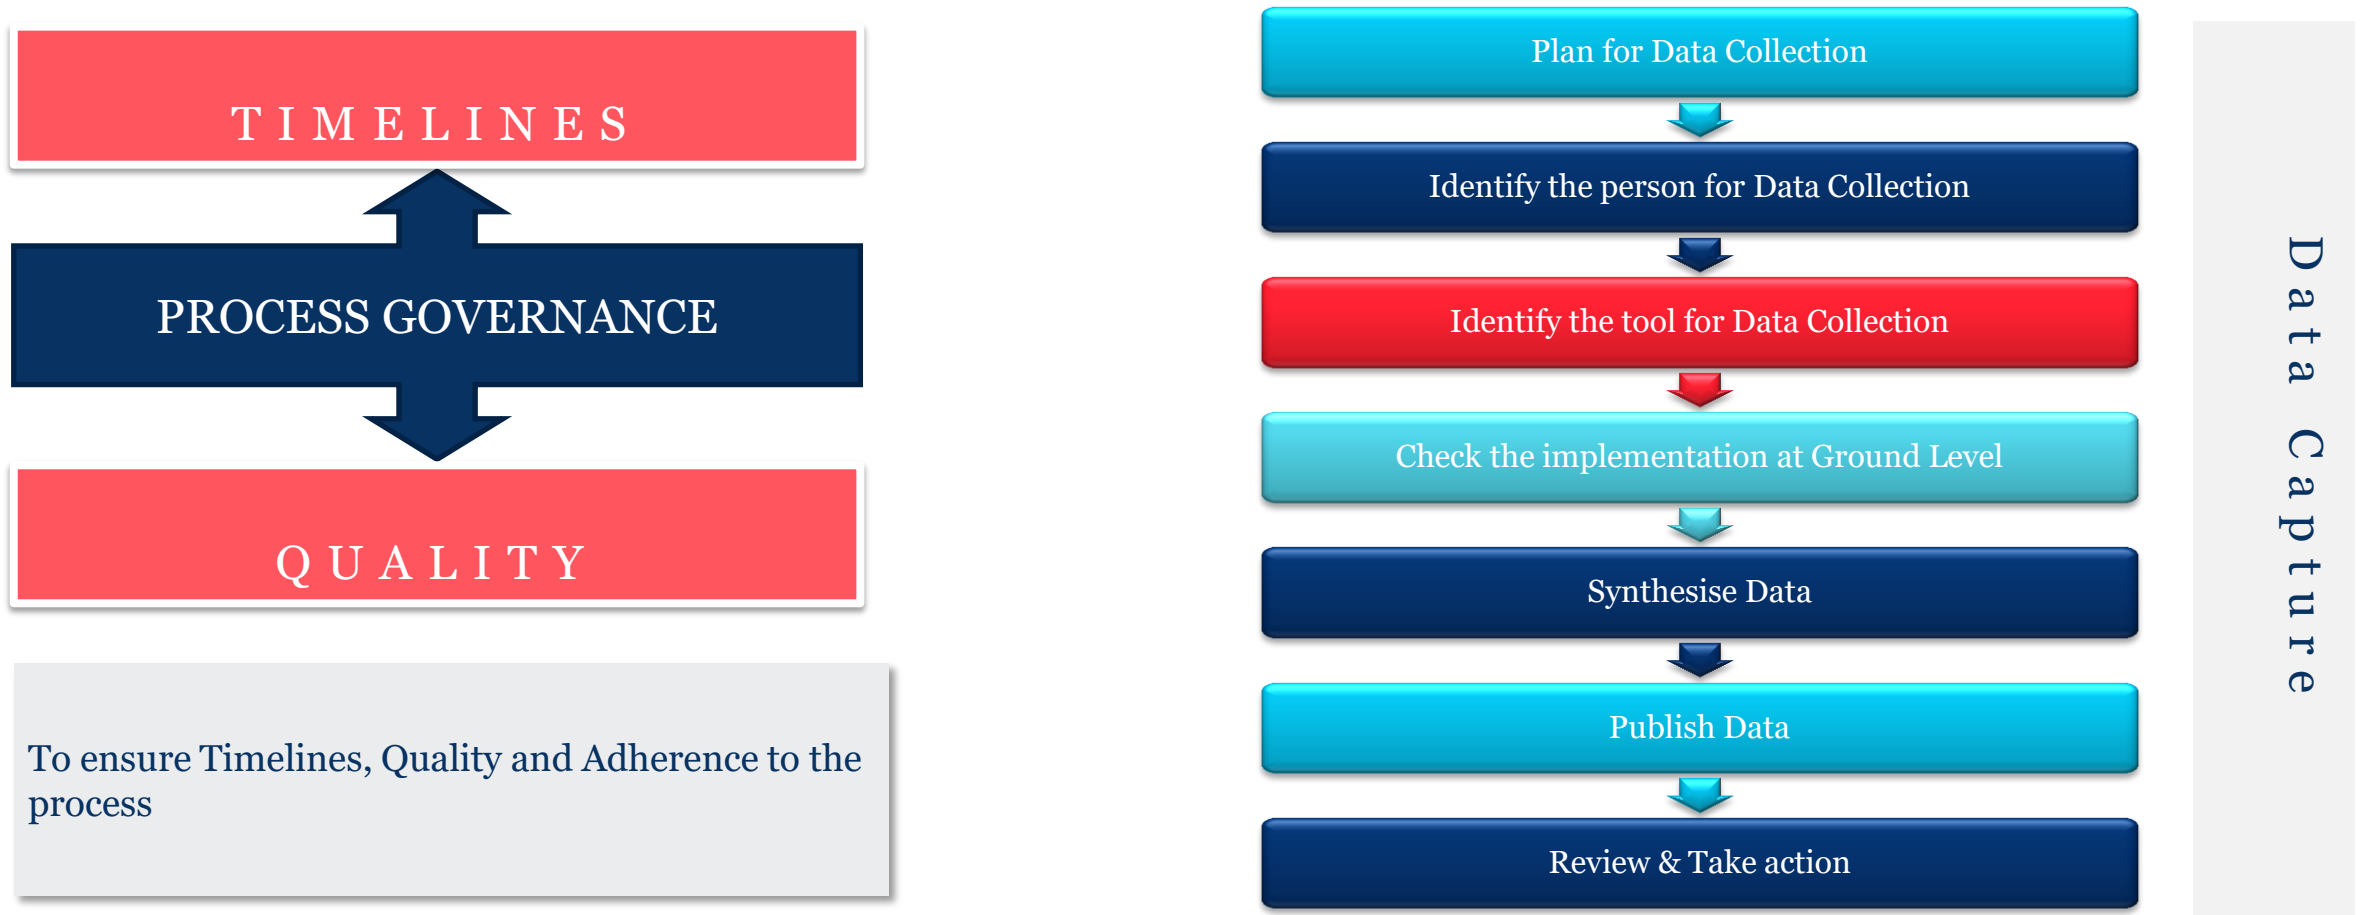 TIMELINES
PROCESS GOVERNANCE
QUALITY
To ensure Timelines, Quality and Adherence to the
process
Plan for Data Collection
Identify the person for Data Collection
Identify the tool for Data Collection
Check the implementation at Ground Level
Synthesise Data
Publish Data
Review & Take action
Data Capture